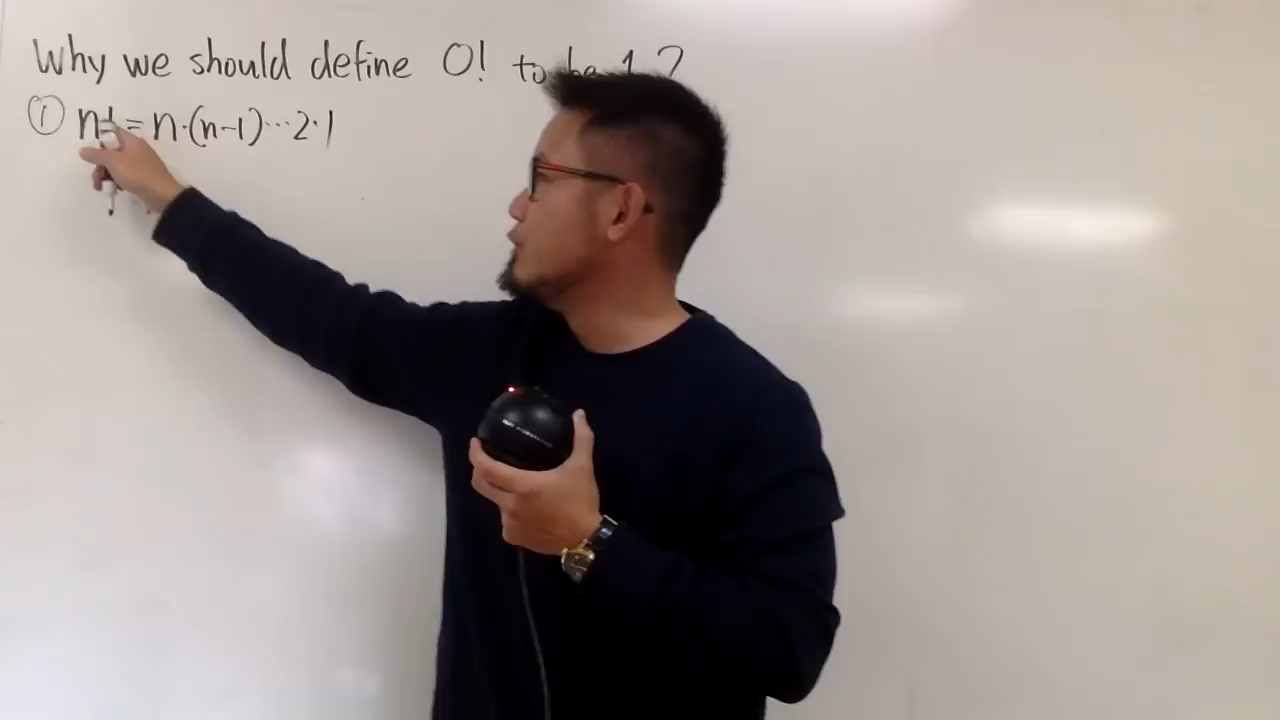 Why we should define 0! to be 1?
① n! = n·(n-1)···2·1